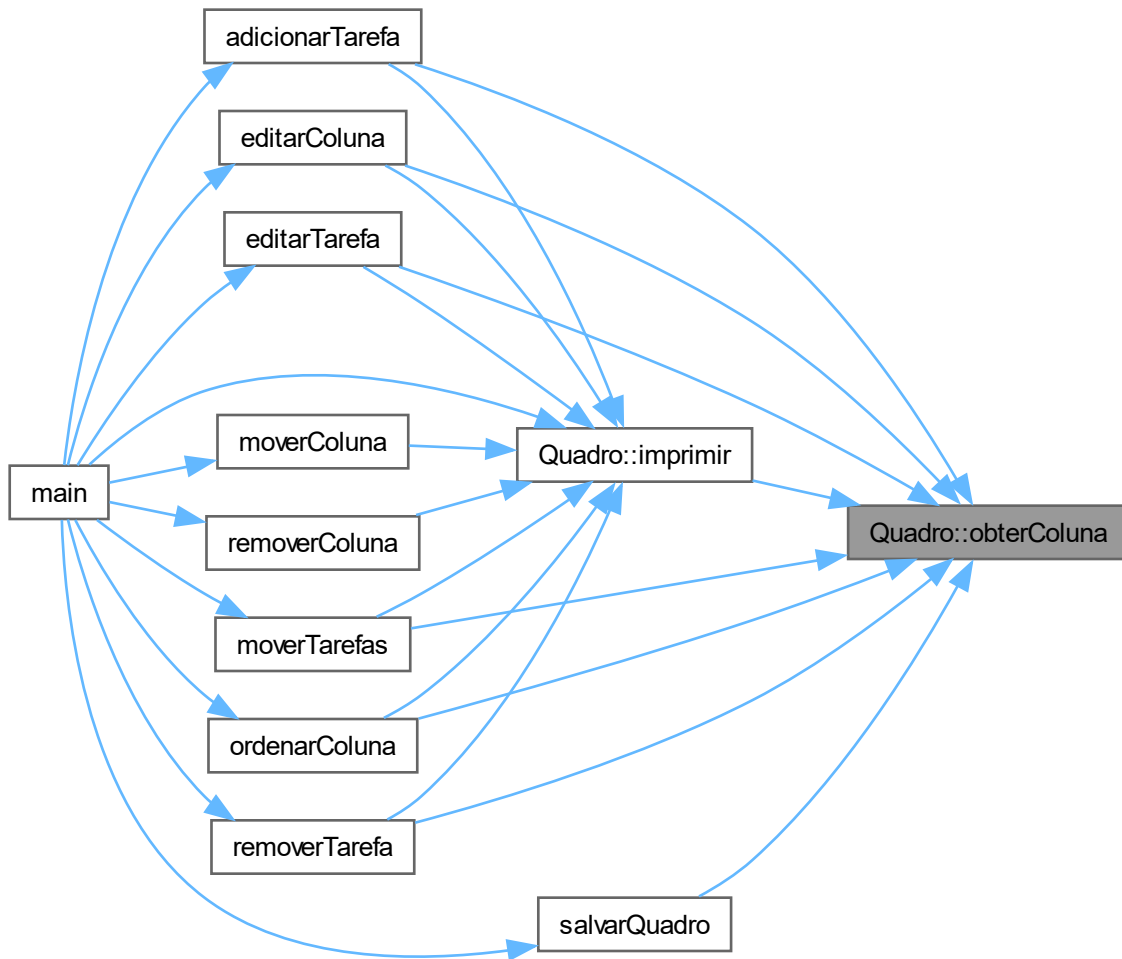 adicionarTarefa
editarColuna
editarTarefa
moverColuna
Quadro::imprimir
main
Quadro::obterColuna
removerColuna
moverTarefas
ordenarColuna
removerTarefa
salvarQuadro